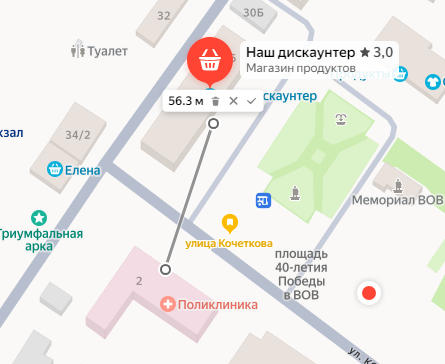 32
30Б
Туалет
Наш дискаунтер ★ 3,0
Магазин продуктов
56.3 м
скаунтер
кзал
34/2
Елена
Мемориал ВОВ
Триумфальная
арка
улица Кочеткова
площадь
40-летия
Победы
в ВОВ
2
Поликлиника
ул. К